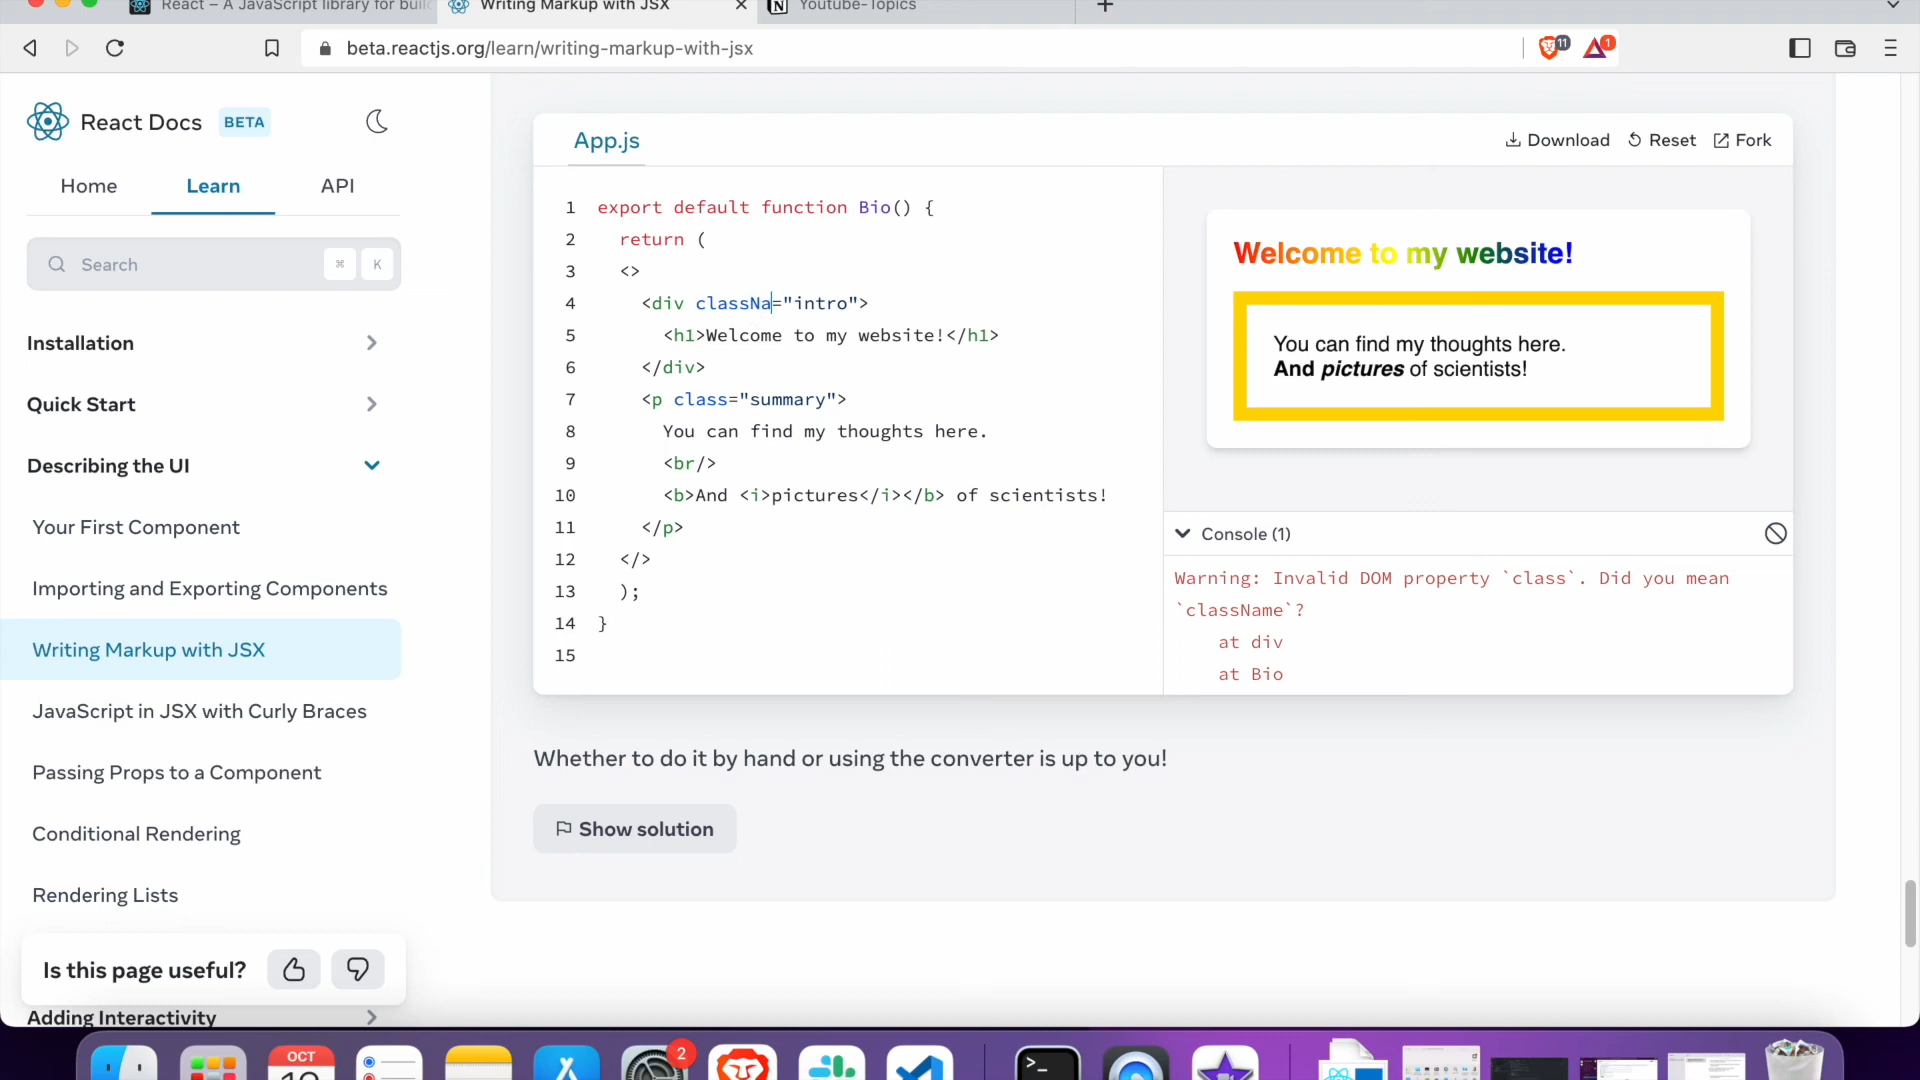 React – A JavaScript library for buil
Writing Markup with JSX
Youtube-Topics
beta.reactjs.org/learn/writing-markup-with-jsx
11
1
React Docs BETA
Home Learn API
Search ⌘ K
Installation
Quick Start
Describing the UI
Your First Component
Importing and Exporting Components
Writing Markup with JSX
JavaScript in JSX with Curly Braces
Passing Props to a Component
Conditional Rendering
Rendering Lists
Is this page useful?
Adding Interactivity
App.js
Download Reset Fork
1 export default function Bio() {
2 return (
3 <>
4 <div classNa="intro">
5 <h1>Welcome to my website!</h1>
6 </div>
7 <p class="summary">
8 You can find my thoughts here.
9 <br/>
10 <b>And <i>pictures</i></b> of scientists!
11 </p>
12 </>
13 );
14 }
15
Welcome to my website!
You can find my thoughts here.
And pictures of scientists!
Console (1)
Warning: Invalid DOM property `class`. Did you mean
`className`?
at div
at Bio
Whether to do it by hand or using the converter is up to you!
Show solution
OCT
2
>_